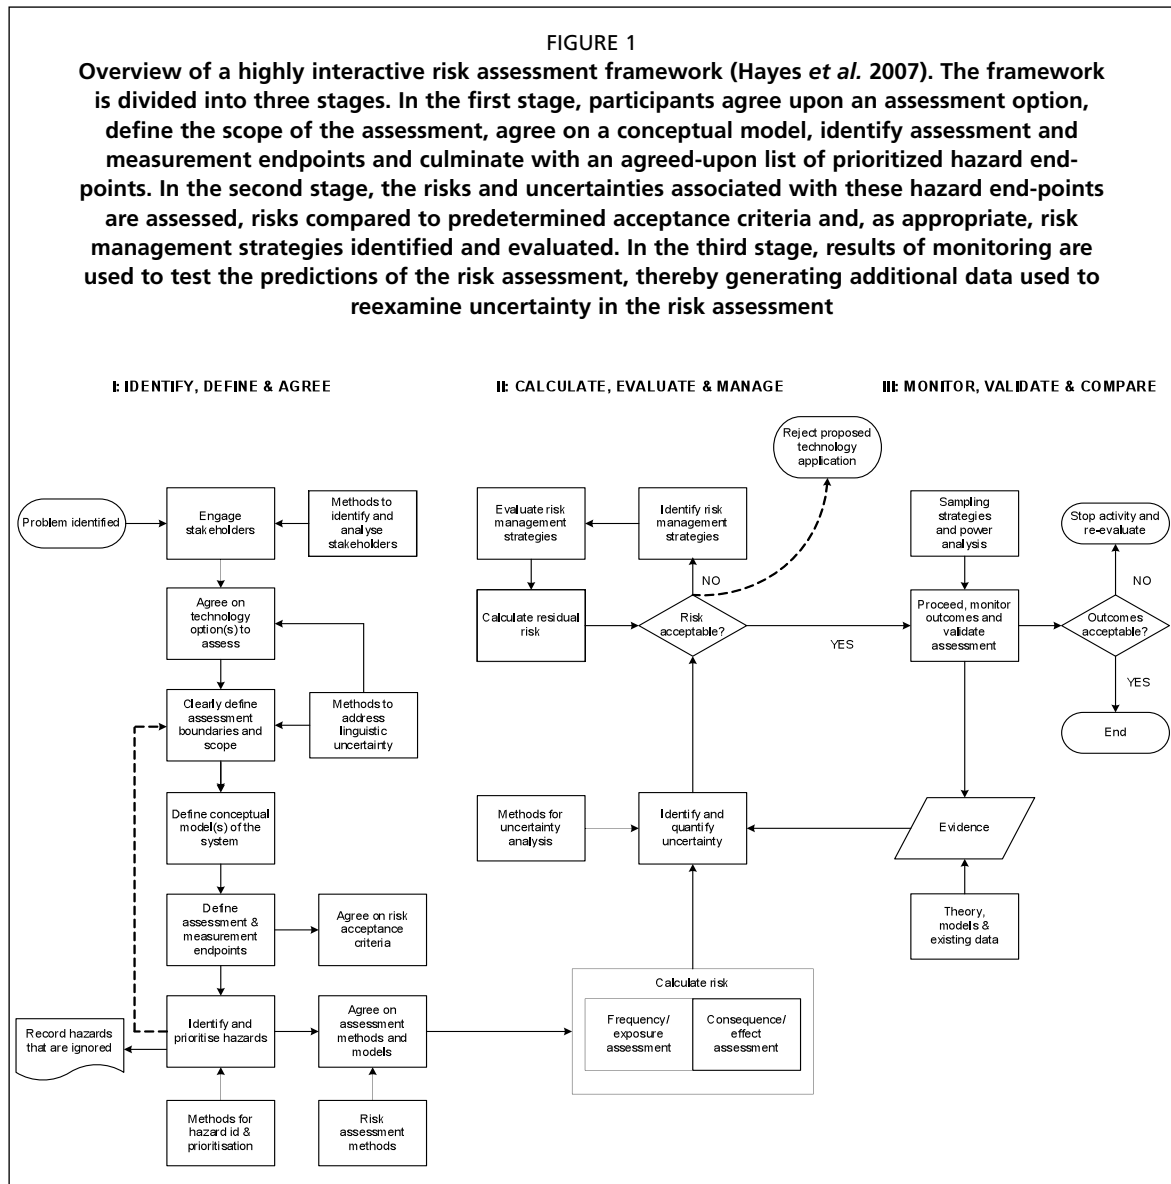 FIGURE 1
Overview of a highly interactive risk assessment framework (Hayes et al. 2007). The framework
is divided into three stages. In the first stage, participants agree upon an assessment option,
define the scope of the assessment, agree on a conceptual model, identify assessment and
measurement endpoints and culminate with an agreed-upon list of prioritized hazard end-
points. In the second stage, the risks and uncertainties associated with these hazard end-points
are assessed, risks compared to predetermined acceptance criteria and, as appropriate, risk
management strategies identified and evaluated. In the third stage, results of monitoring are
used to test the predictions of the risk assessment, thereby generating additional data used to
reexamine uncertainty in the risk assessment
I: IDENTIFY, DEFINE & AGREE
Problem identified
Engage
stakeholders
Methods to
identify and
analyse
stakeholders
Agree on
technology
option(s) to
assess
Clearly define
assessment
boundaries and
scope
Methods to
address
linguistic
uncertainty
Define conceptual
model(s) of the
system
Define
assessment &
measurement
endpoints
Agree on risk
acceptance
criteria
Record hazards
that are ignored
Identify and
prioritise hazards
Agree on
assessment
methods and
models
Methods for
hazard id &
prioritisation
Risk
assessment
methods
II: CALCULATE, EVALUATE & MANAGE
Reject proposed
technology
application
Evaluate risk
management
strategies
Identify risk
management
strategies
NO
Calculate residual
risk
Risk
acceptable?
YES
Methods for
uncertainty
analysis
Identify and
quantify
uncertainty
Calculate risk
Frequency/
exposure
assessment
Consequence/
effect
assessment
III: MONITOR, VALIDATE & COMPARE
Sampling
strategies
and power
analysis
Stop activity and
re-evaluate
NO
Proceed, monitor
outcomes and
validate
assessment
Outcomes
acceptable?
YES
End
Evidence
Theory,
models &
existing data